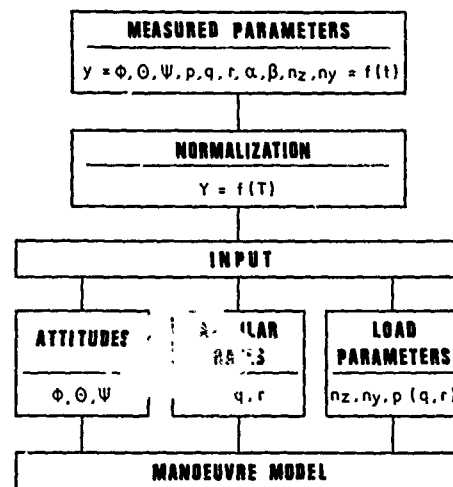 MEASURED PARAMETERS
y = Φ, Θ, Ψ, p, q, r, α, β, nz, ny = f(t)
NORMALIZATION
Y = f(T)
INPUT
ATTITUDES
Φ, Θ, Ψ
q, r
LOAD
PARAMETERS
nz, ny, p (q, r)
MANOEUVRE MODEL